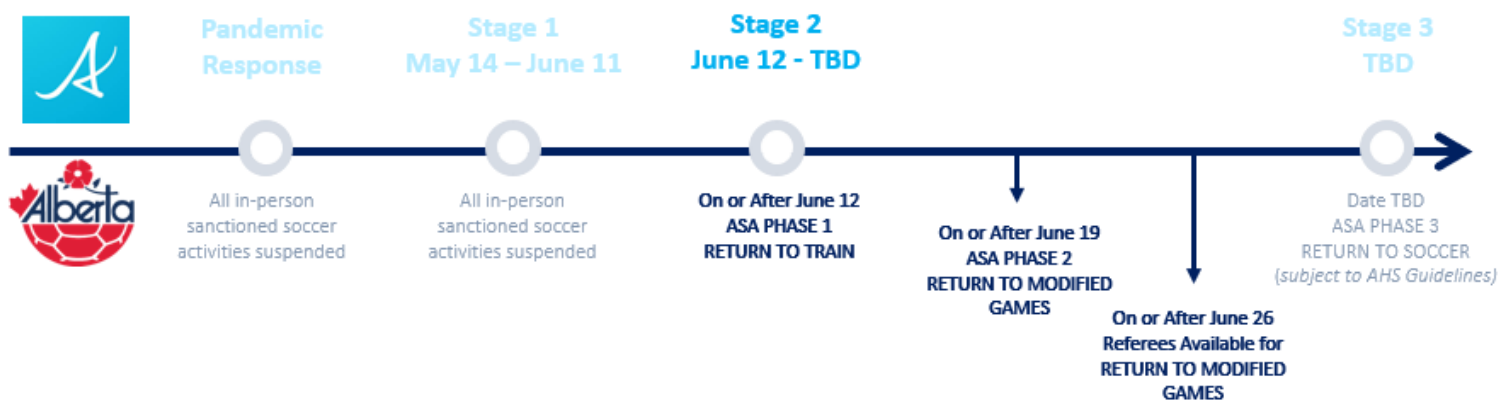 Pandemic
Response
Stage 1
May 14 – June 11
Stage 2
June 12 - TBD
Stage 3
TBD
A
Alberta
All in-person
sanctioned soccer
activities suspended
All in-person
sanctioned soccer
activities suspended
On or After June 12
ASA PHASE 1
RETURN TO TRAIN
On or After June 19
ASA PHASE 2
RETURN TO MODIFIED
GAMES
On or After June 26
Referees Available for
RETURN TO MODIFIED
GAMES
Date TBD
ASA PHASE 3
RETURN TO SOCCER
(subject to AHS Guidelines)